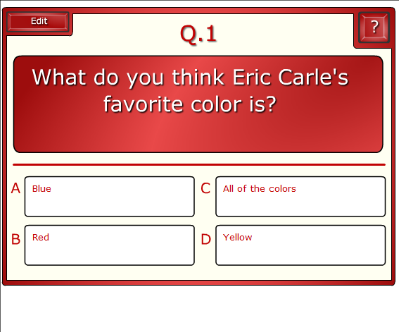 Edit
?
Q.1
What do you think Eric Carle's
favorite color is?
A Blue
C All of the colors
B Red
D Yellow